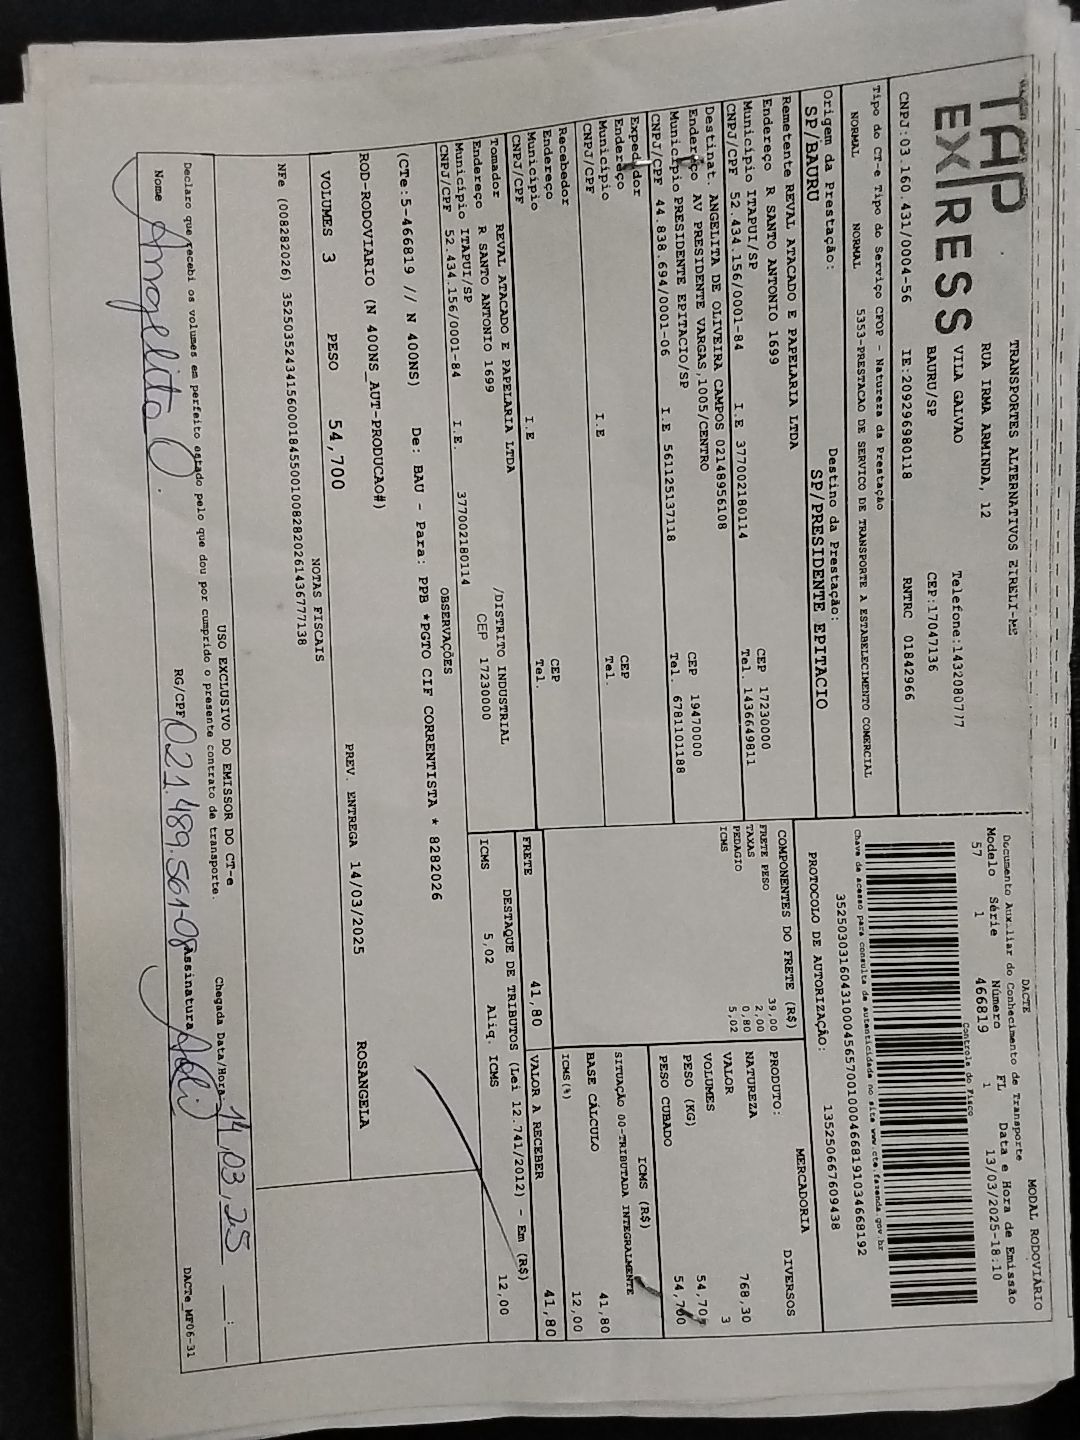 TAP
EXPRESS
TRANSPORTES ALTERNATIVOS EIRELI-ME
RUA IRMA ARMINDA, 12
VILA GALVAO Telefone:1432080777
BAURU/SP CEP:17047136
CNPJ:03.160.431/0004-56 IE:209296980118 RNTRC 01842966
DACTE MODAL RODOVIÁRIO
Documento Auxiliar do Conhecimento de Transporte
Modelo Série Número FL Data e Hora de Emissão
57 1 466819 1 13/03/2025-18:10
Controle do Fisco
Chave de acesso para consulta de autenticidade no site www.cte.fazenda.gov.br
35250303160431000456570010004668191034668192
PROTOCOLO DE AUTORIZAÇÃO: 135250667609438
Tipo do CT-e Tipo do Serviço CFOP - Natureza da Prestação
NORMAL NORMAL 5353-PRESTACAO DE SERVICO DE TRANSPORTE A ESTABELECIMENTO COMERCIAL
Origem da Prestação: Destino da Prestação:
SP/BAURU SP/PRESIDENTE EPITACIO
Remetente REVAL ATACADO E PAPELARIA LTDA
Endereço R SANTO ANTONIO 1699
Município ITAPUI/SP CEP 17230000
CNPJ/CPF 52.434.156/0001-84 I.E 377002180114 Tel. 1436649811
Destinat. ANGELITA DE OLIVEIRA CAMPOS 02148956108
Endereço AV PRESIDENTE VARGAS,1005/CENTRO
Município PRESIDENTE EPITACIO/SP CEP 19470000
CNPJ/CPF 44.838.694/0001-06 I.E 561125137118 Tel. 6781101188
Expedidor
Endereço
Município CEP
CNPJ/CPF I.E Tel.
Recebedor
Endereço
Município CEP
CNPJ/CPF I.E Tel.
Tomador REVAL ATACADO E PAPELARIA LTDA
Endereço R SANTO ANTONIO 1699 /DISTRITO INDUSTRIAL
Município ITAPUI/SP CEP 17230000
CNPJ/CPF 52.434.156/0001-84 I.E. 377002180114
COMPONENTES DO FRETE (R$)
FRETE PESO 39,00
TAXAS 2,00
PEDAGIO 0,80
ICMS 5,02
MERCADORIA
PRODUTO: DIVERSOS
NATUREZA
VALOR 768,30
VOLUMES 3
PESO (KG) 54,70
PESO CUBADO 54,700
ICMS (R$)
SITUAÇÃO 00-TRIBUTADA INTEGRALMENTE
BASE CÁLCULO 41,80
ICMS(%) 12,00
FRETE 41,80 VALOR A RECEBER 41,80
DESTAQUE DE TRIBUTOS (Lei 12.741/2012) - Em (R$)
ICMS 5,02 Aliq. ICMS 12,00
OBSERVAÇÕES
(CTe:5-466819 // N 400NS) De: BAU - Para: PPB *PGTO CIF CORRENTISTA * 8282026
ROD-RODOVIARIO (N 400NS_AUT-PRODUCAO#)
PREV. ENTREGA 14/03/2025 ROSANGELA
VOLUMES 3 PESO 54,700
NOTAS FISCAIS
NFe (008282026) 35250352434156000184550010082820261436777138
USO EXCLUSIVO DO EMISSOR DO CT-e
Declaro que recebi os volumes em perfeito estado pelo que dou por cumprido o presente contrato de transporte.
Chegada Data/Hora 14,03,25 __:__
Nome Angelita O. RG/CPF 021.489.561-08 Assinatura
DACTe_MF06-31